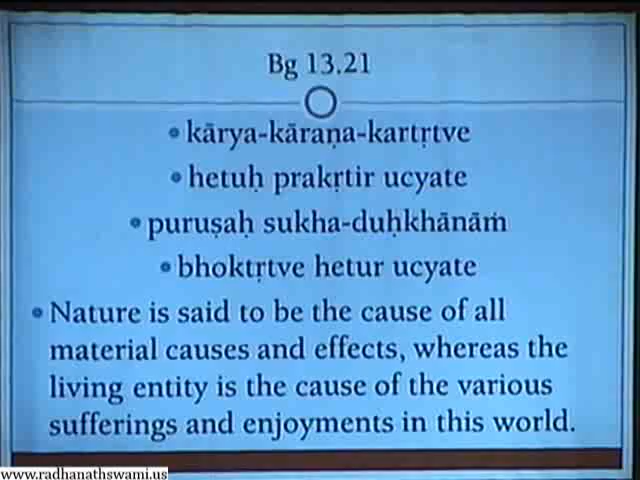 Bg 13.21
kārya-kāraṇa-kartṛtve
hetuḥ prakṛtir ucyate
puruṣaḥ sukha-duḥkhānāṁ
bhoktṛtve hetur ucyate
Nature is said to be the cause of all
material causes and effects, whereas the
living entity is the cause of the various
sufferings and enjoyments in this world.
www.radhanathswami.us